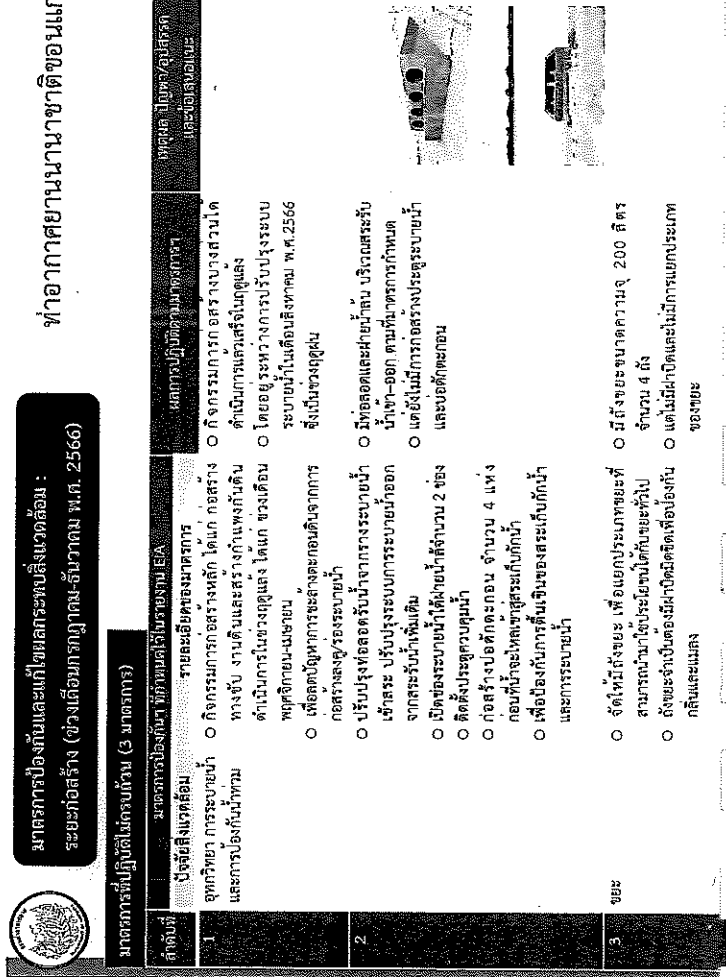 มาตรการป้องกันและแก้ไขผลกระทบสิ่งแวดล้อม :
ระยะก่อสร้าง (ช่วงเดือนกรกฎาคม-ธันวาคม พ.ศ. 2566)
ท่าอากาศยานนานาชาติขอนแก่
มาตรการที่ปฏิบัติไม่ครบถ้วน (3 มาตรการ)
ลำดับที่
มาตรการป้องกันฯ ที่กำหนดไว้ในรายงาน EIA
ปัจจัยสิ่งแวดล้อม
รายละเอียดของมาตรการ
ผลการปฏิบัติตามมาตรการฯ
เหตุผล ปัญหา/อุปสรรค
และข้อเสนอแนะ
1
อุทกวิทยา การระบายน้ำ
และการป้องกันน้ำท่วม
กิจกรรมการก่อสร้างหลัก ได้แก่ ก่อสร้าง
ทางขับ งานดินและสร้างกำแพงกันดิน
ดำเนินการในช่วงฤดูแล้ง ได้แก่ ช่วงเดือน
พฤศจิกายน-เมษายน
เพื่อลดปัญหาการชะล้างตะกอนดินจากการ
ก่อสร้างลงคู/ร่องระบายน้ำ
กิจกรรมการก่อสร้างบางส่วนได้
ดำเนินการแล้วเสร็จในฤดูแล้ง
โดยอยู่ระหว่างการปรับปรุงระบบ
ระบายน้ำในเดือนสิงหาคม พ.ศ.2566
ซึ่งเป็นช่วงฤดูฝน
2
ปรับปรุงท่อลอดรับน้ำจากรางระบายน้ำ
เข้าสระ ปรับปรุงระบบการระบายน้ำออก
จากสระรับน้ำเพิ่มเติม
เปิดช่องระบายน้ำใต้ฝายน้ำล้นจำนวน 2 ช่อง
ติดตั้งประตูควบคุมน้ำ
ก่อสร้างบ่อดักตะกอน จำนวน 4 แห่ง
ก่อนที่น้ำจะไหลเข้าสู่สระเก็บกักน้ำ
เพื่อป้องกันการตื้นเขินของสระเก็บกักน้ำ
และการระบายน้ำ
มีท่อลอดและฝายน้ำล้น บริเวณสระรับ
น้ำเข้า-ออก ตามที่มาตรการกำหนด
แต่ยังไม่มีการก่อสร้างประตูระบายน้ำ
และบ่อดักตะกอน
3
ขยะ
จัดให้มีถังขยะ เพื่อแยกประเภทขยะที่
สามารถนำมาใช้ประโยชน์ได้กับขยะทั่วไป
ถังขยะจำเป็นต้องมีฝาปิดมิดชิดเพื่อป้องกัน
กลิ่นและแมลง
มีถังขยะขนาดความจุ 200 ลิตร
จำนวน 4 ถัง
แต่ไม่มีฝาปิดและไม่มีการแยกประเภท
ของขยะ